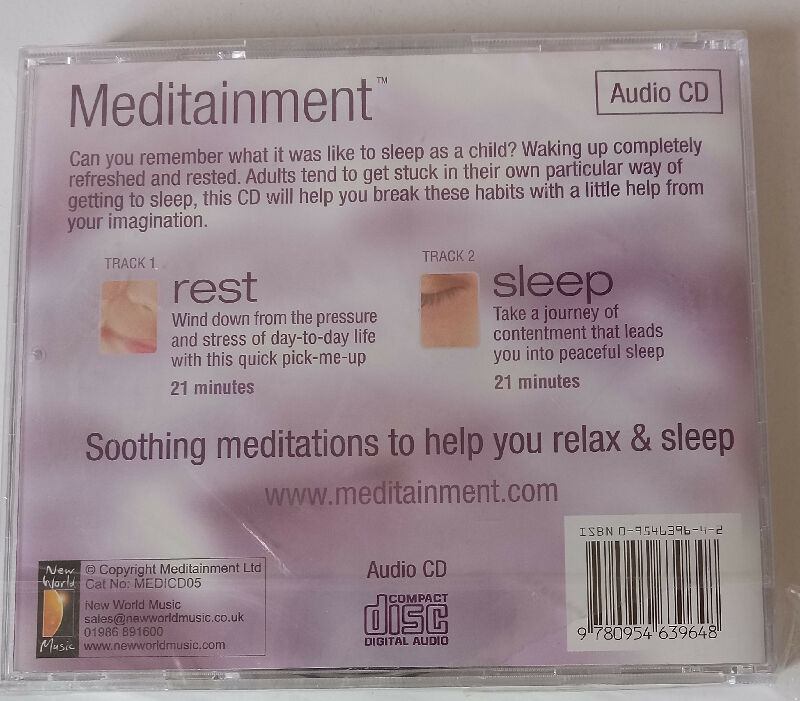 Meditainment™
Audio CD
Can you remember what it was like to sleep as a child? Waking up completely
refreshed and rested. Adults tend to get stuck in their own particular way of
getting to sleep, this CD will help you break these habits with a little help from
your imagination.
TRACK 1
rest
Wind down from the pressure
and stress of day-to-day life
with this quick pick-me-up
21 minutes
TRACK 2
sleep
Take a journey of
contentment that leads
you into peaceful sleep
21 minutes
Soothing meditations to help you relax & sleep
www.meditainment.com
New
World
Music
© Copyright Meditainment Ltd
Cat No: MEDICD05
New World Music
sales@newworldmusic.co.uk
01986 891600
www.newworldmusic.com
Audio CD
COMPACT
disc
DIGITAL AUDIO
ISBN 0-9546396-4-2
9 780954 639648